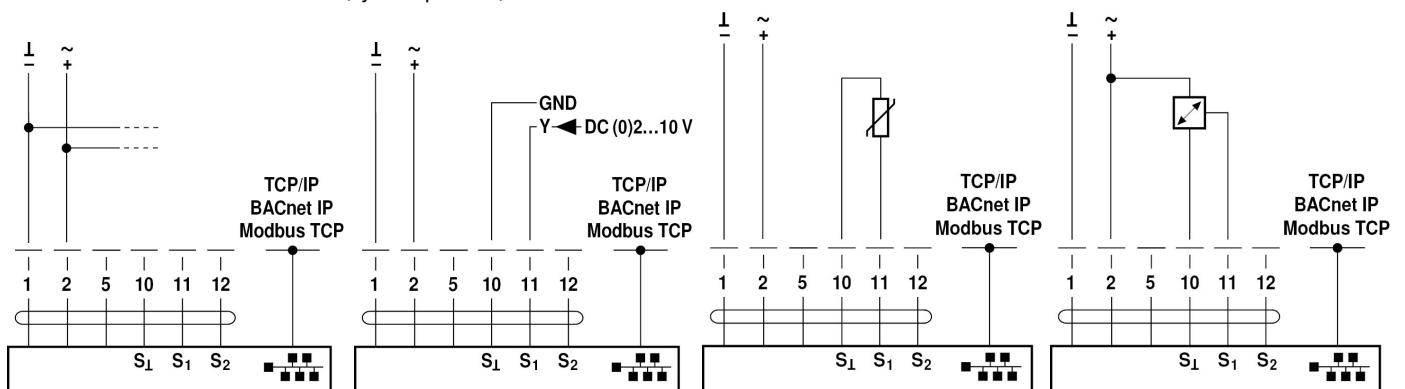 ⊥ ~
− +
TCP/IP
BACnet IP
Modbus TCP
1 2 5 10 11 12
S⊥ S1 S2
⊥ ~
− +
GND
Y DC (0)2...10 V
TCP/IP
BACnet IP
Modbus TCP
1 2 5 10 11 12
S⊥ S1 S2
⊥ ~
− +
TCP/IP
BACnet IP
Modbus TCP
1 2 5 10 11 12
S⊥ S1 S2
⊥ ~
− +
TCP/IP
BACnet IP
Modbus TCP
1 2 5 10 11 12
S⊥ S1 S2